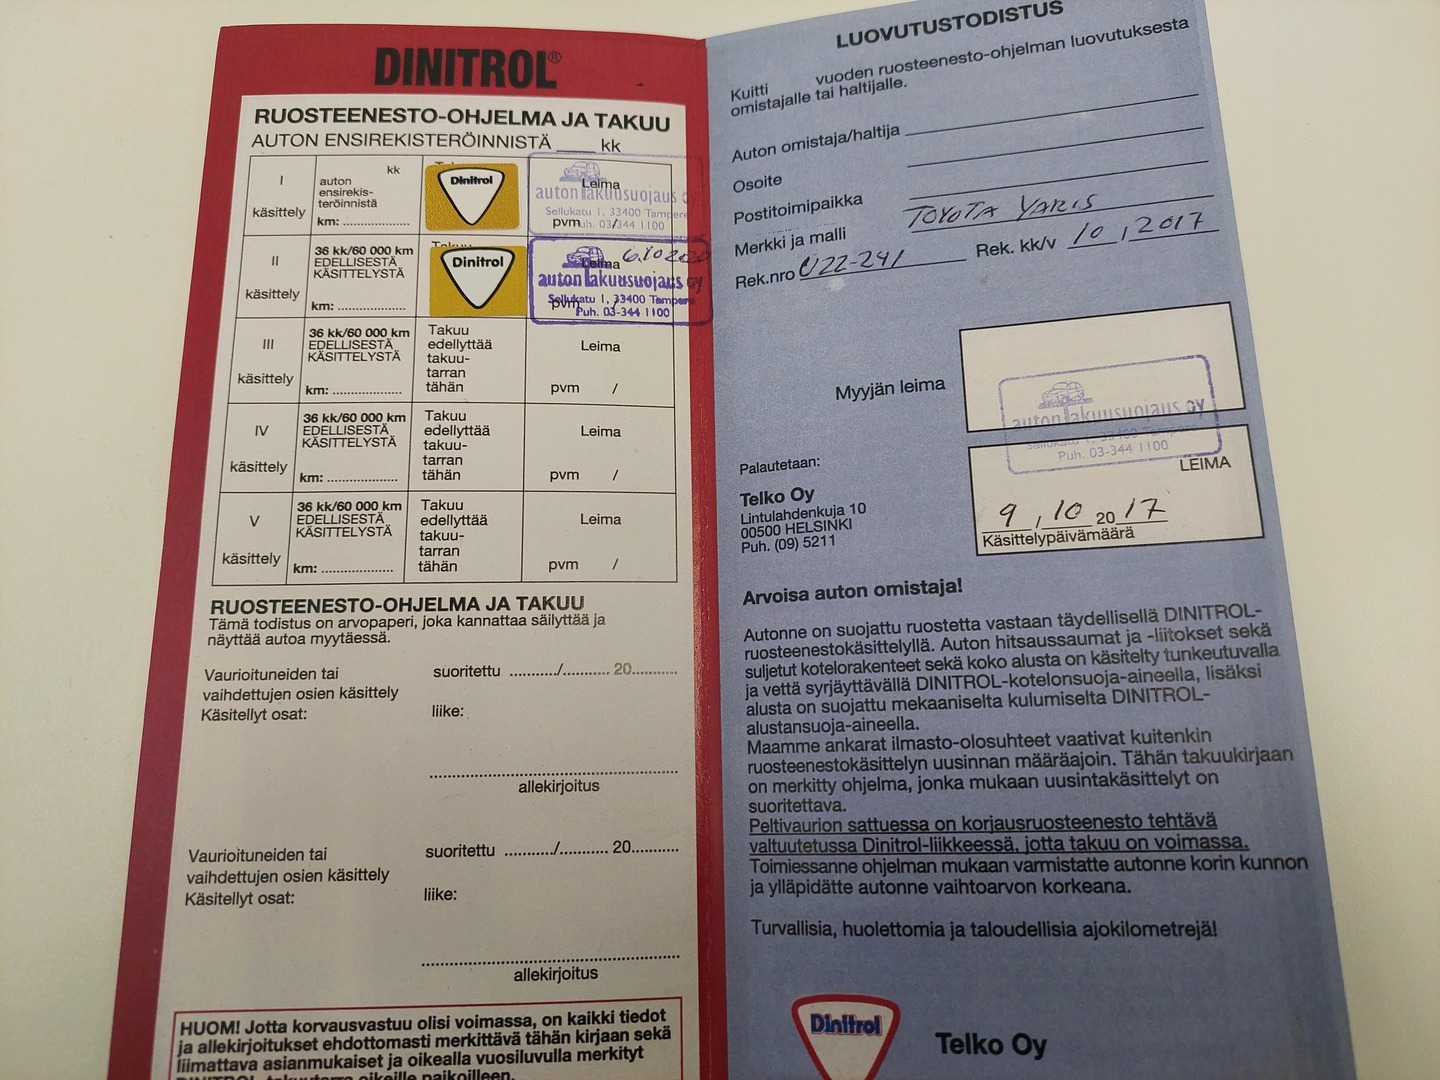 DINITROL®
RUOSTEENESTO-OHJELMA JA TAKUU
AUTON ENSIREKISTERÖINNISTÄ ____ kk
I
käsittely
kk
auton
ensirekis-
teröinnistä
km: ..................
Dinitrol
Leima
auton takuusuojaus oy
Sellukatu 1, 33400 Tampere
pvm /
Puh. 03-344 1100
II
käsittely
36 kk/60 000 km
EDELLISESTÄ
KÄSITTELYSTÄ
km: ..................
Dinitrol
Leima
auton takuusuojaus oy
Sellukatu 1, 33400 Tampere
pvm /
Puh. 03-344 1100
III
käsittely
36 kk/60 000 km
EDELLISESTÄ
KÄSITTELYSTÄ
km: ..................
Takuu
edellyttää
takuu-
tarran
tähän
Leima
pvm /
IV
käsittely
36 kk/60 000 km
EDELLISESTÄ
KÄSITTELYSTÄ
km: ..................
Takuu
edellyttää
takuu-
tarran
tähän
Leima
pvm /
V
käsittely
36 kk/60 000 km
EDELLISESTÄ
KÄSITTELYSTÄ
km: ..................
Takuu
edellyttää
takuu-
tarran
tähän
Leima
pvm /
RUOSTEENESTO-OHJELMA JA TAKUU
Tämä todistus on arvopaperi, joka kannattaa säilyttää ja
näyttää autoa myytäessä.
Vaurioituneiden tai
vaihdettujen osien käsittely
Käsitellyt osat:
suoritettu ........../.......... 20..........
liike:
allekirjoitus
Vaurioituneiden tai
vaihdettujen osien käsittely
Käsitellyt osat:
suoritettu ........../.......... 20..........
liike:
allekirjoitus
HUOM! Jotta korvausvastuu olisi voimassa, on kaikki tiedot
ja allekirjoitukset ehdottomasti merkittävä tähän kirjaan sekä
liimattava asianmukaiset ja oikealla vuosiluvulla merkityt
DINITROL-takuutarra oikeille paikoilleen.
LUOVUTUSTODISTUS
Kuitti vuoden ruosteenesto-ohjelman luovutuksesta
omistajalle tai haltijalle.
Auton omistaja/haltija
Osoite
Postitoimipaikka
Merkki ja malli TOYOTA YARIS
Rek.nro UZZ-241 Rek. kk/v 10, 2017
Myyjän leima
auton takuusuojaus oy
Sellukatu 1, 33400 Tampere
Puh. 03-344 1100
LEIMA
9, 10 2017
Käsittelypäivämäärä
Palautetaan:
Telko Oy
Lintulahdenkuja 10
00500 HELSINKI
Puh. (09) 5211
Arvoisa auton omistaja!
Autonne on suojattu ruostetta vastaan täydellisellä DINITROL-
ruosteenestokäsittelyllä. Auton hitsaussaumat ja -liitokset sekä
suljetut kotelorakenteet sekä koko alusta on käsitelty tunkeutuvalla
ja vettä syrjäyttävällä DINITROL-kotelonsuoja-aineella, lisäksi
alusta on suojattu mekaaniselta kulumiselta DINITROL-
alustansuoja-aineella.
Maamme ankarat ilmasto-olosuhteet vaativat kuitenkin
ruosteenestokäsittelyn uusinnan määräajoin. Tähän takuukirjaan
on merkitty ohjelma, jonka mukaan uusintakäsittelyt on
suoritettava.
Peltivaurion sattuessa on korjausruosteenesto tehtävä
valtuutetussa Dinitrol-liikkeessä, jotta takuu on voimassa.
Toimiessanne ohjelman mukaan varmistatte autonne korin kunnon
ja ylläpidätte autonne vaihtoarvon korkeana.
Turvallisia, huolettomia ja taloudellisia ajokilometrejä!
Dinitrol
Telko Oy